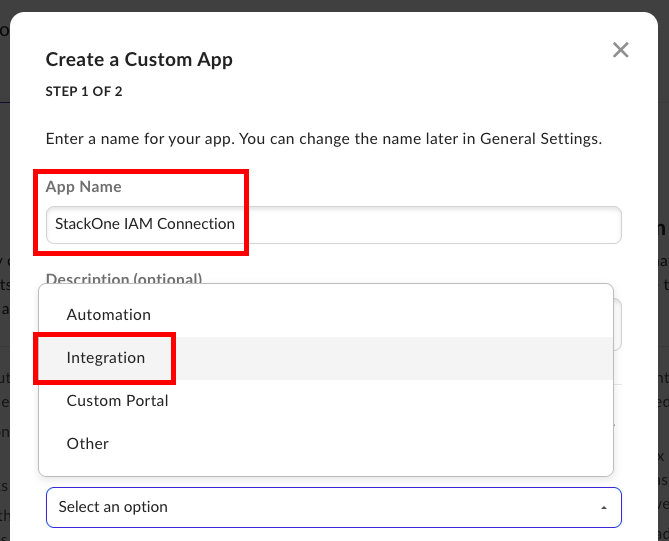 Create a Custom App
STEP 1 OF 2
Enter a name for your app. You can change the name later in General Settings.
App Name
StackOne IAM Connection
Description (optional)
Automation
Integration
Custom Portal
Other
Select an option